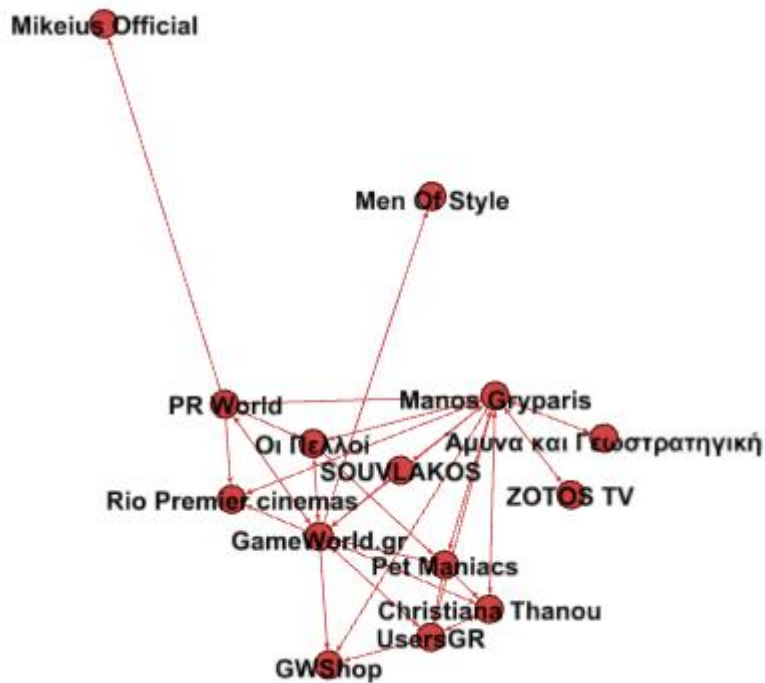 Mikeius Official
Men Of Style
PR World
Manos Gryparis
Οι Πελλοί
Αμυνα και Γεωστρατηγική
SOUVLAKOS
Rio Premier cinemas
ZOTOS TV
GameWorld.gr
Pet Maniacs
Christiana Thanou
UsersGR
GWShop